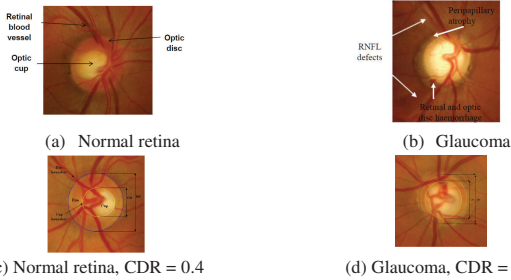 Retinal blood vessel
Optic disc
Optic cup
Peripapillary atrophy
RNFL defects
Retinal and optic disc haemorrhage
(a) Normal retina
(b) Glaucoma
Cup
c) Normal retina, CDR = 0.4
(d) Glaucoma, CDR =